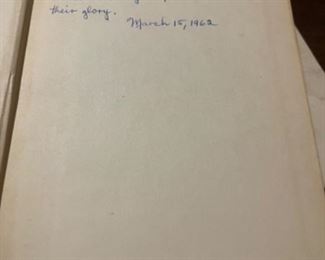 their glory.
March 15, 1962